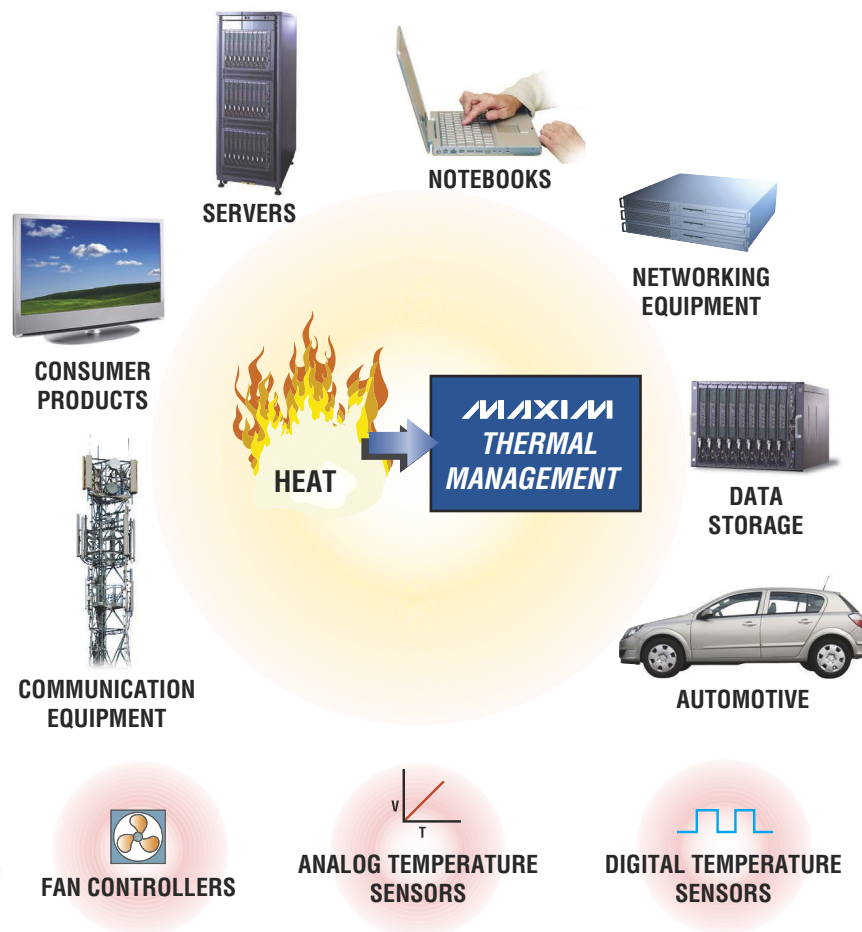 SERVERS
NOTEBOOKS
NETWORKING
EQUIPMENT
CONSUMER
PRODUCTS
HEAT
MAXIM
THERMAL
MANAGEMENT
DATA
STORAGE
COMMUNICATION
EQUIPMENT
AUTOMOTIVE
FAN CONTROLLERS
V
T
ANALOG TEMPERATURE
SENSORS
DIGITAL TEMPERATURE
SENSORS